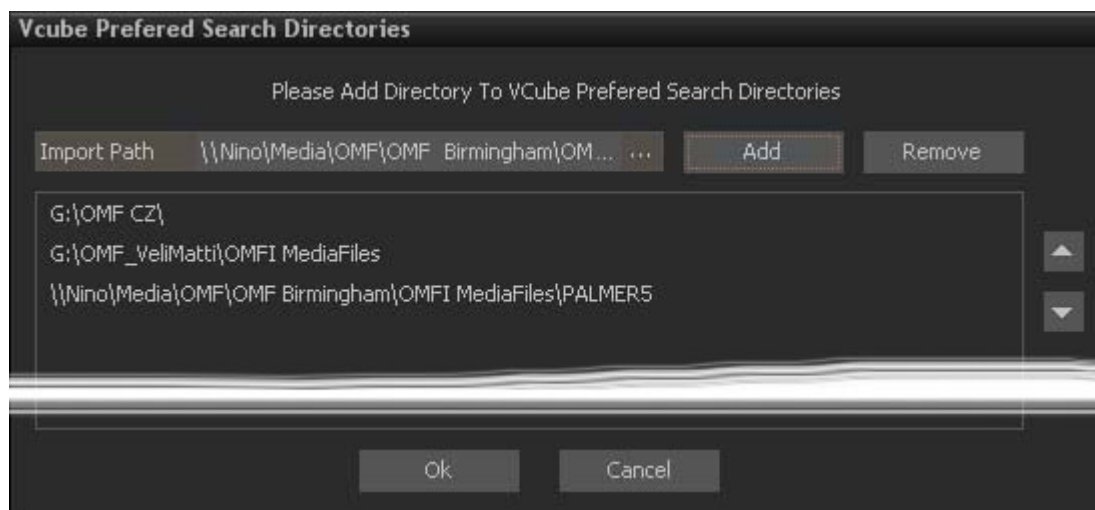 Vcube Prefered Search Directories
Please Add Directory To VCube Prefered Search Directories
Import Path \\Nino\Media\OMF\OMF Birmingham\OM... ... Add Remove
G:\OMF CZ\
G:\OMF_VeliMatti\OMFI MediaFiles
\\Nino\Media\OMF\OMF Birmingham\OMFI MediaFiles\PALMER5
Ok Cancel